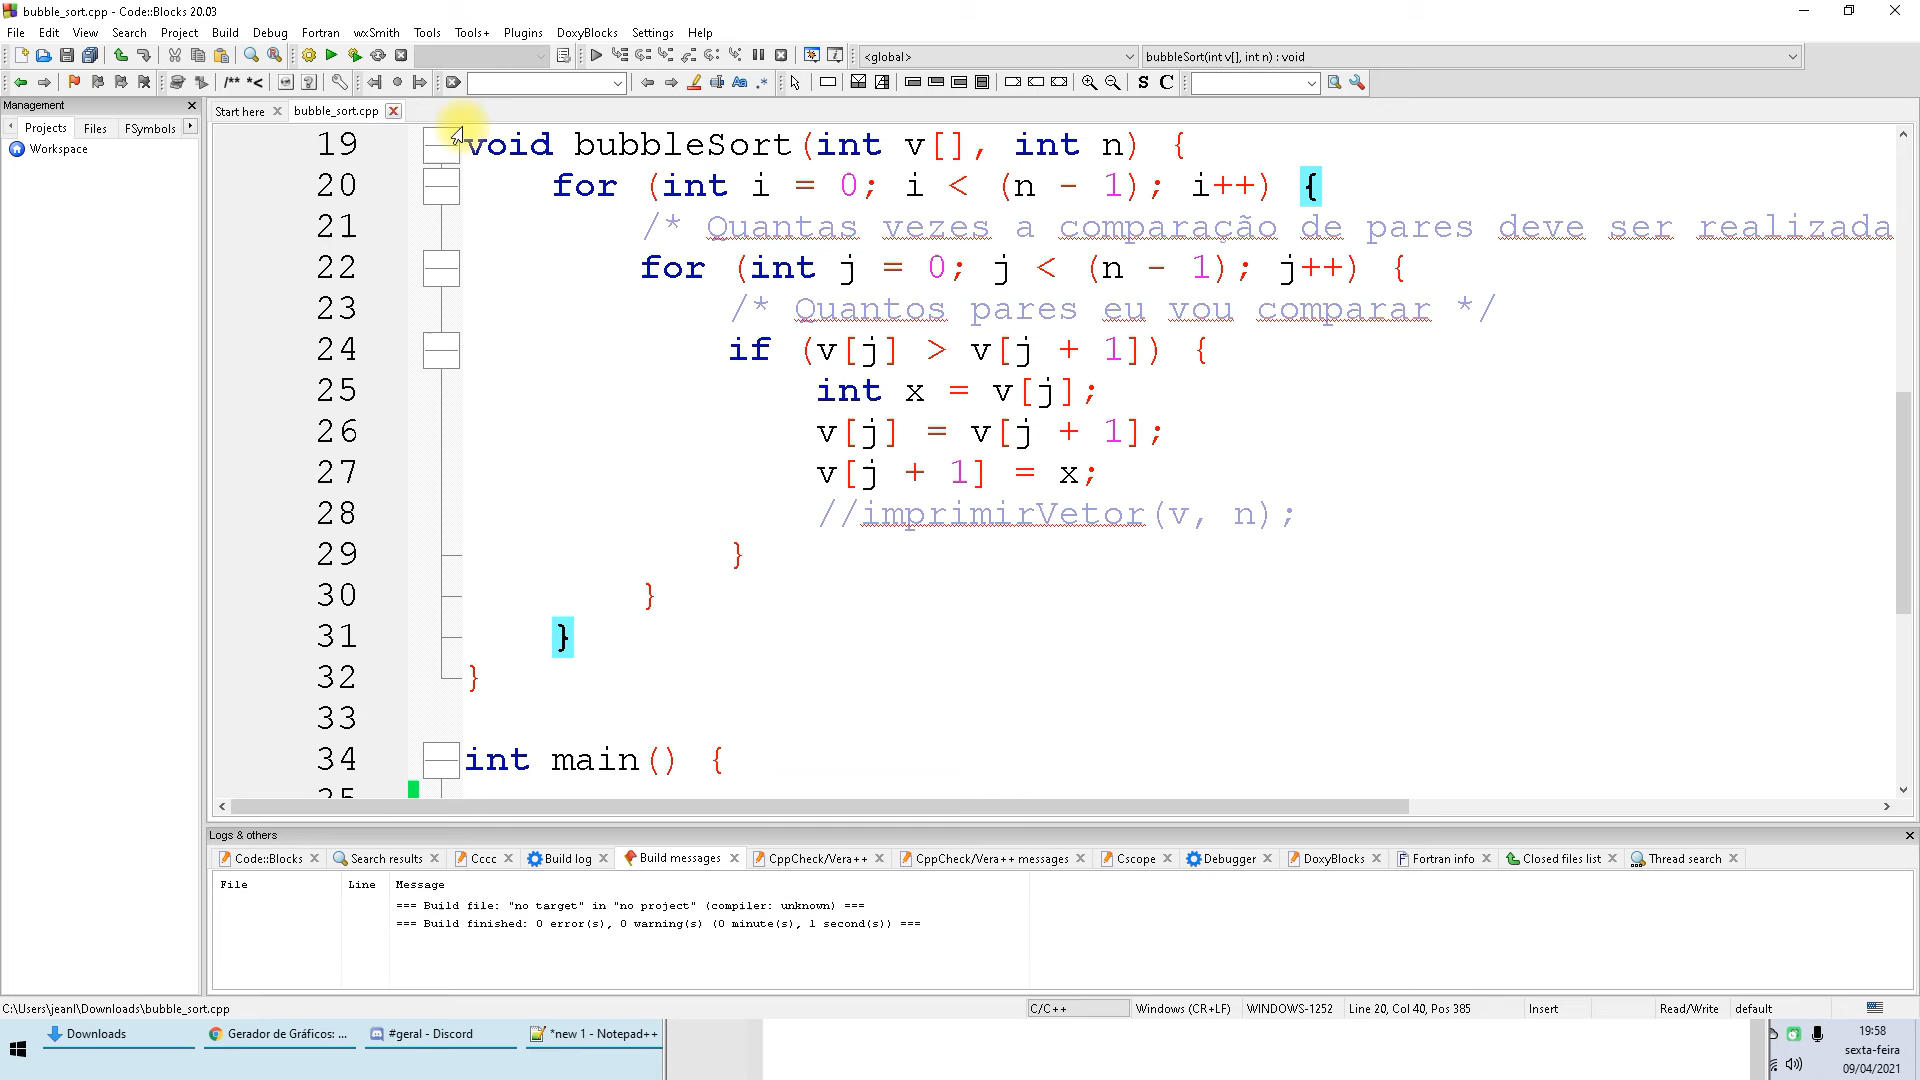 bubble_sort.cpp - Code::Blocks 20.03
File Edit View Search Project Build Debug Fortran wxSmith Tools Tools+ Plugins DoxyBlocks Settings Help
<global> bubbleSort(int v[], int n) : void
/** *< Aa .* S C
Management
Projects Files FSymbols
Workspace
Start here bubble_sort.cpp
19 void bubbleSort(int v[], int n) {
20 for (int i = 0; i < (n - 1); i++) {
21 /* Quantas vezes a comparação de pares deve ser realizada
22 for (int j = 0; j < (n - 1); j++) {
23 /* Quantos pares eu vou comparar */
24 if (v[j] > v[j + 1]) {
25 int x = v[j];
26 v[j] = v[j + 1];
27 v[j + 1] = x;
28 //imprimirVetor(v, n);
29 }
30 }
31 }
32 }
33
34 int main() {
35
Logs & others
Code::Blocks Search results Cccc Build log Build messages CppCheck/Vera++ CppCheck/Vera++ messages Cscope Debugger DoxyBlocks Fortran info Closed files list Thread search
File Line Message
=== Build file: "no target" in "no project" (compiler: unknown) ===
=== Build finished: 0 error(s), 0 warning(s) (0 minute(s), 1 second(s)) ===
C:\Users\jeanl\Downloads\bubble_sort.cpp C/C++ Windows (CR+LF) WINDOWS-1252 Line 20, Col 40, Pos 385 Insert Read/Write default
Downloads Gerador de Gráficos: ... #geral - Discord *new 1 - Notepad++
19:58
sexta-feira
09/04/2021